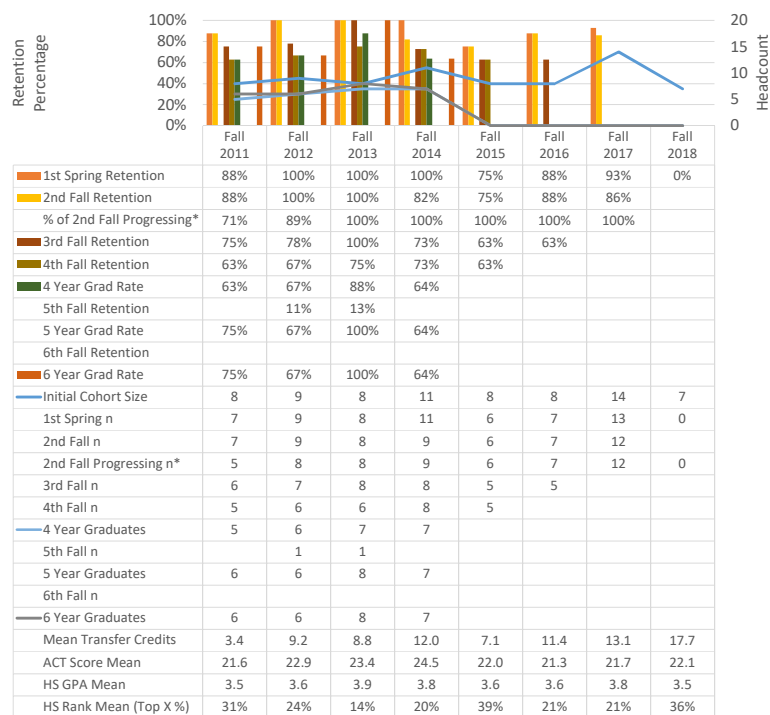 100%
80%
60%
40%
20%
0%
Retention
Percentage
20
15
10
5
0
Headcount
Fall 2011 Fall 2012 Fall 2013 Fall 2014 Fall 2015 Fall 2016 Fall 2017 Fall 2018
1st Spring Retention 88% 100% 100% 100% 75% 88% 93% 0%
2nd Fall Retention 88% 100% 100% 82% 75% 88% 86%
% of 2nd Fall Progressing* 71% 89% 100% 100% 100% 100% 100%
3rd Fall Retention 75% 78% 100% 73% 63% 63%
4th Fall Retention 63% 67% 75% 73% 63%
4 Year Grad Rate 63% 67% 88% 64%
5th Fall Retention 11% 13%
5 Year Grad Rate 75% 67% 100% 64%
6th Fall Retention
6 Year Grad Rate 75% 67% 100% 64%
Initial Cohort Size 8 9 8 11 8 8 14 7
1st Spring n 7 9 8 11 6 7 13 0
2nd Fall n 7 9 8 9 6 7 12
2nd Fall Progressing n* 5 8 8 9 6 7 12 0
3rd Fall n 6 7 8 8 5 5
4th Fall n 5 6 6 8 5
4 Year Graduates 5 6 7 7
5th Fall n 1 1
5 Year Graduates 6 6 8 7
6th Fall n
6 Year Graduates 6 6 8 7
Mean Transfer Credits 3.4 9.2 8.8 12.0 7.1 11.4 13.1 17.7
ACT Score Mean 21.6 22.9 23.4 24.5 22.0 21.3 21.7 22.1
HS GPA Mean 3.5 3.6 3.9 3.8 3.6 3.6 3.8 3.5
HS Rank Mean (Top X %) 31% 24% 14% 20% 39% 21% 21% 36%